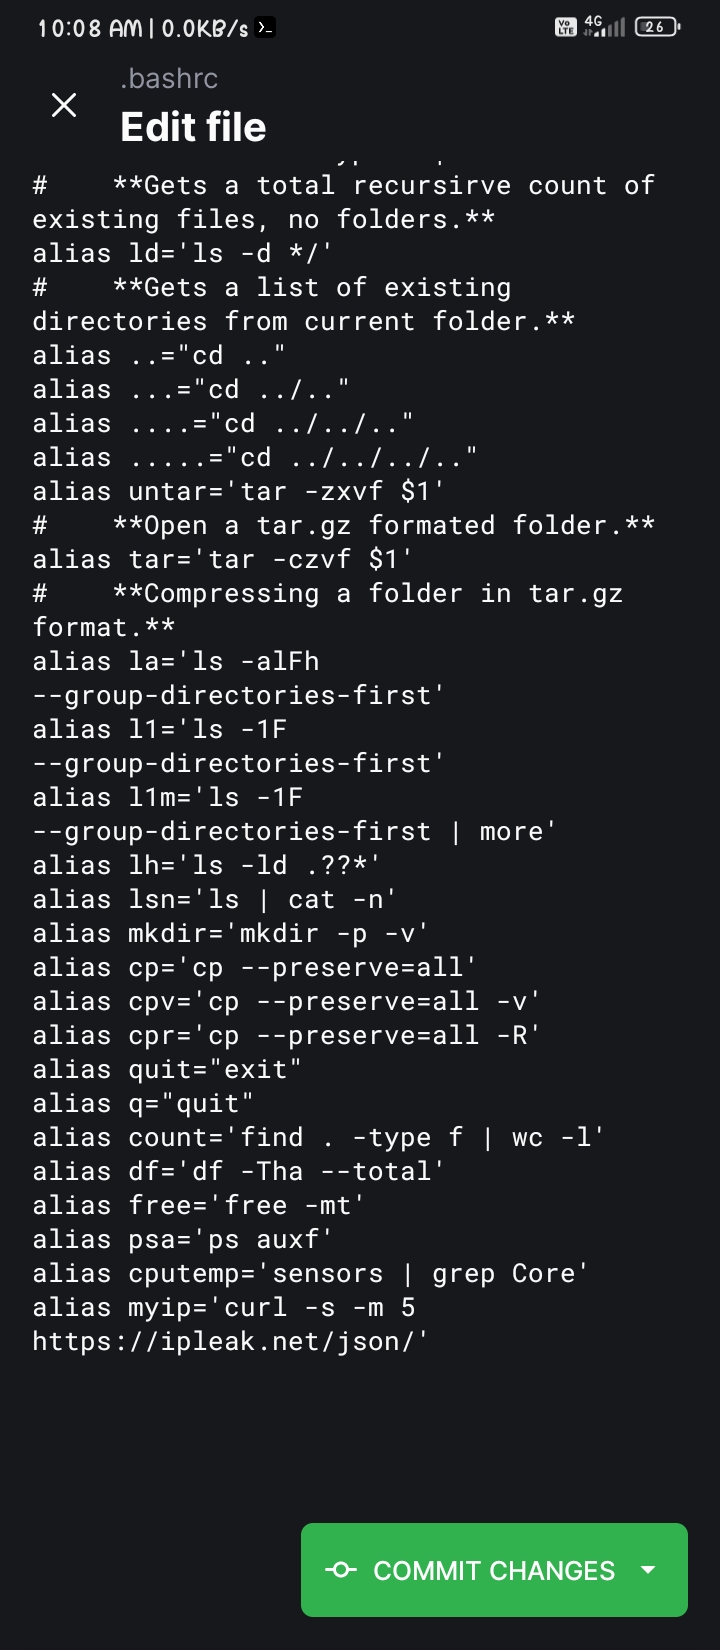 10:08 AM | 0.0KB/s
Vo LTE 4G 26
.bashrc
Edit file
#    **Gets a total recursirve count of
existing files, no folders.**
alias ld='ls -d */'
#    **Gets a list of existing
directories from current folder.**
alias ..="cd .."
alias ...="cd ../.."
alias ....="cd ../../.."
alias .....="cd ../../../.."
alias untar='tar -zxvf $1'
#    **Open a tar.gz formated folder.**
alias tar='tar -czvf $1'
#    **Compressing a folder in tar.gz
format.**
alias la='ls -alFh
--group-directories-first'
alias l1='ls -1F
--group-directories-first'
alias l1m='ls -1F
--group-directories-first | more'
alias lh='ls -ld .??*'
alias lsn='ls | cat -n'
alias mkdir='mkdir -p -v'
alias cp='cp --preserve=all'
alias cpv='cp --preserve=all -v'
alias cpr='cp --preserve=all -R'
alias quit="exit"
alias q="quit"
alias count='find . -type f | wc -l'
alias df='df -Tha --total'
alias free='free -mt'
alias psa='ps auxf'
alias cputemp='sensors | grep Core'
alias myip='curl -s -m 5
https://ipleak.net/json/'
COMMIT CHANGES